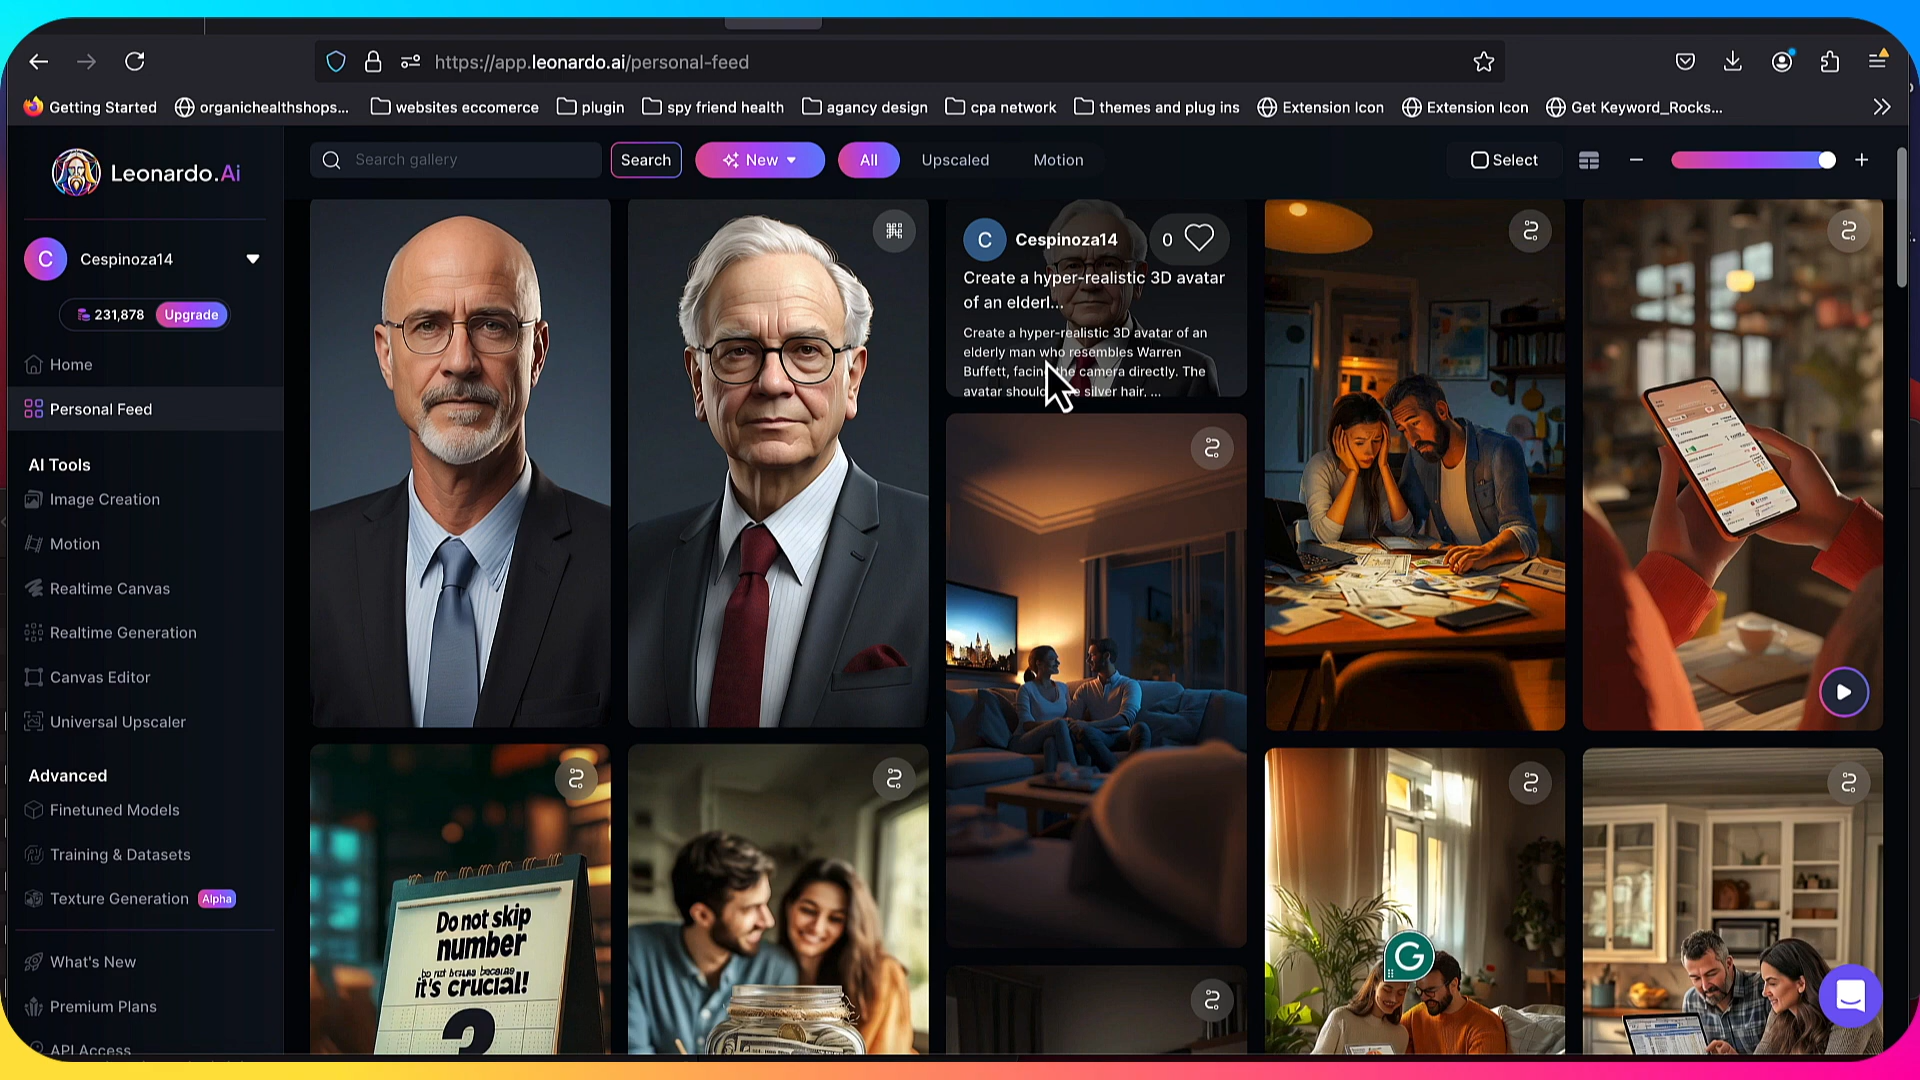 https://app.leonardo.ai/personal-feed
Getting Started
organichealthshops...
websites eccomerce
plugin
spy friend health
agancy design
cpa network
themes and plug ins
Extension Icon
Extension Icon
Get Keyword_Rocks...
Leonardo.Ai
Search gallery
Search
New
All
Upscaled
Motion
Select
C
Cespinoza14
231,878
Upgrade
Home
Personal Feed
AI Tools
Image Creation
Motion
Realtime Canvas
Realtime Generation
Canvas Editor
Universal Upscaler
Advanced
Finetuned Models
Training & Datasets
Texture Generation
Alpha
What's New
Premium Plans
API Access
C
Cespinoza14
0
Create a hyper-realistic 3D avatar
of an elderl...
Create a hyper-realistic 3D avatar of an
elderly man who resembles Warren
Buffett, facing the camera directly. The
avatar should silver hair, ...
Do not skip
number
it's crucial!
G